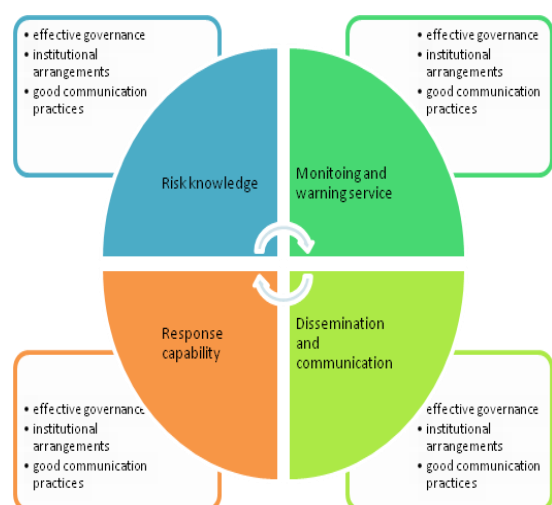 • effective governance
• institutional
arrangements
• good communication
practices
• effective governance
• institutional
arrangements
• good communication
practices
Risk knowledge
Monitoing and
warning service
Response
capability
Dissemination
and
communication
• effective governance
• institutional
arrangements
• good communication
practices
effective governance
• institutional
arrangements
• good communication
practices